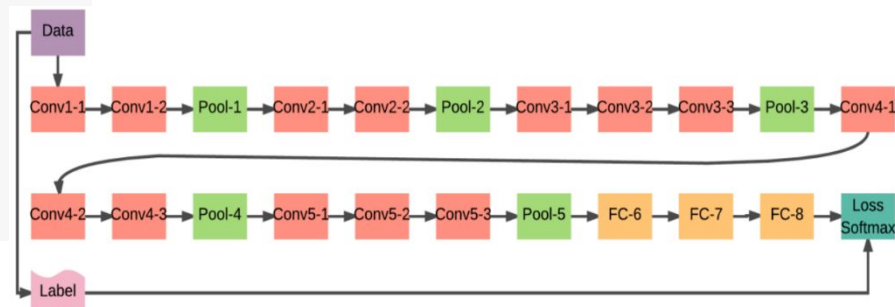 Data
Conv1-1 Conv1-2 Pool-1 Conv2-1 Conv2-2 Pool-2 Conv3-1 Conv3-2 Conv3-3 Pool-3 Conv4-1
Conv4-2 Conv4-3 Pool-4 Conv5-1 Conv5-2 Conv5-3 Pool-5 FC-6 FC-7 FC-8 Loss
Softmax
Label